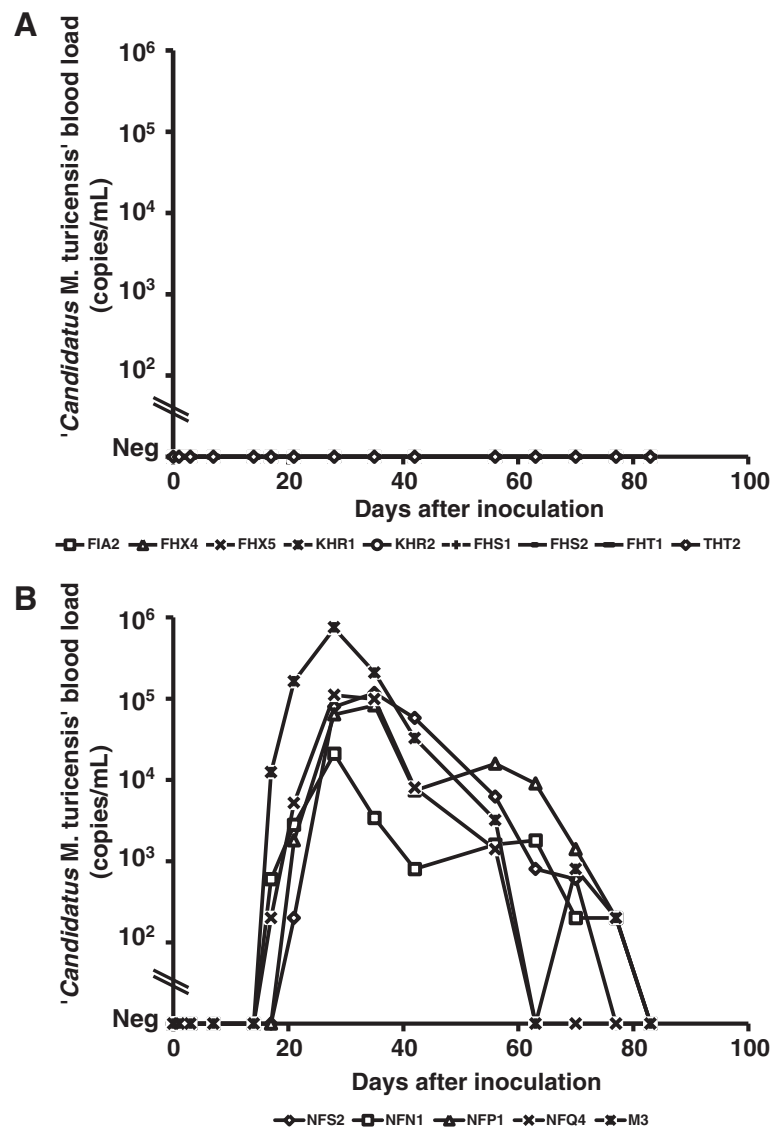 A
'Candidatus M. turicensis' blood load
(copies/mL)
10⁶
10⁵
10⁴
10³
10²
Neg
0 20 40 60 80 100
Days after inoculation
FIA2 FHX4 FHX5 KHR1 KHR2 FHS1 FHS2 FHT1 THT2
B
'Candidatus M. turicensis' blood load
(copies/mL)
10⁶
10⁵
10⁴
10³
10²
Neg
0 20 40 60 80 100
Days after inoculation
NFS2 NFN1 NFP1 NFQ4 M3